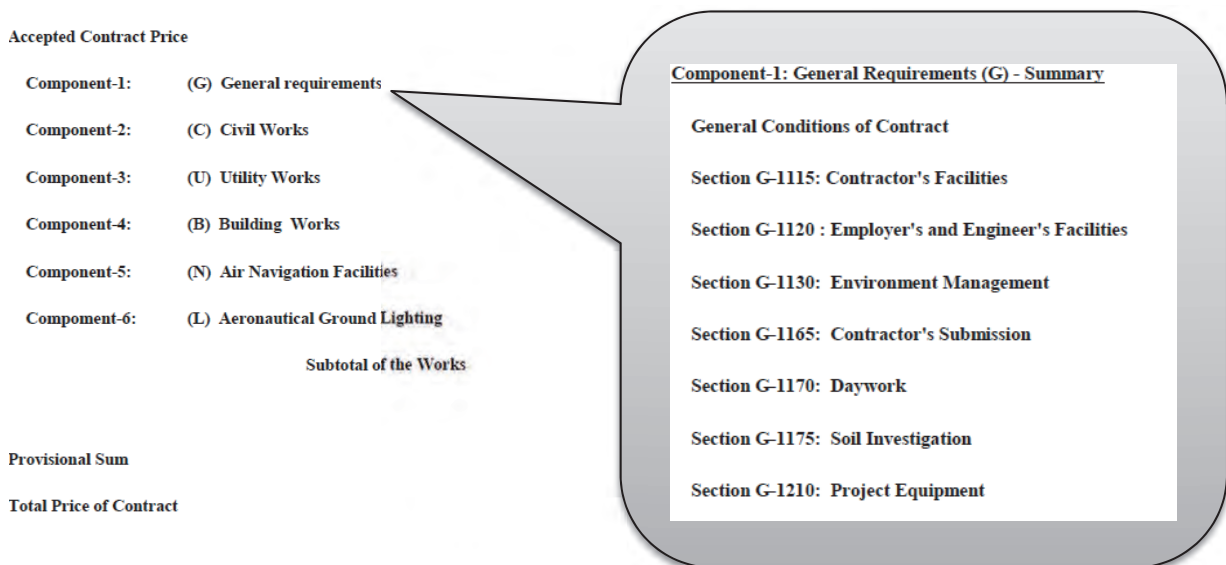 Accepted Contract Price
Component-1: (G) General requirements
Component-2: (C) Civil Works
Component-3: (U) Utility Works
Component-4: (B) Building Works
Component-5: (N) Air Navigation Facilities
Compoment-6: (L) Aeronautical Ground Lighting
Subtotal of the Works
Provisional Sum
Total Price of Contract
Component-1: General Requirements (G) - Summary
General Conditions of Contract
Section G-1115: Contractor's Facilities
Section G-1120 : Employer's and Engineer's Facilities
Section G-1130: Environment Management
Section G-1165: Contractor's Submission
Section G-1170: Daywork
Section G-1175: Soil Investigation
Section G-1210: Project Equipment